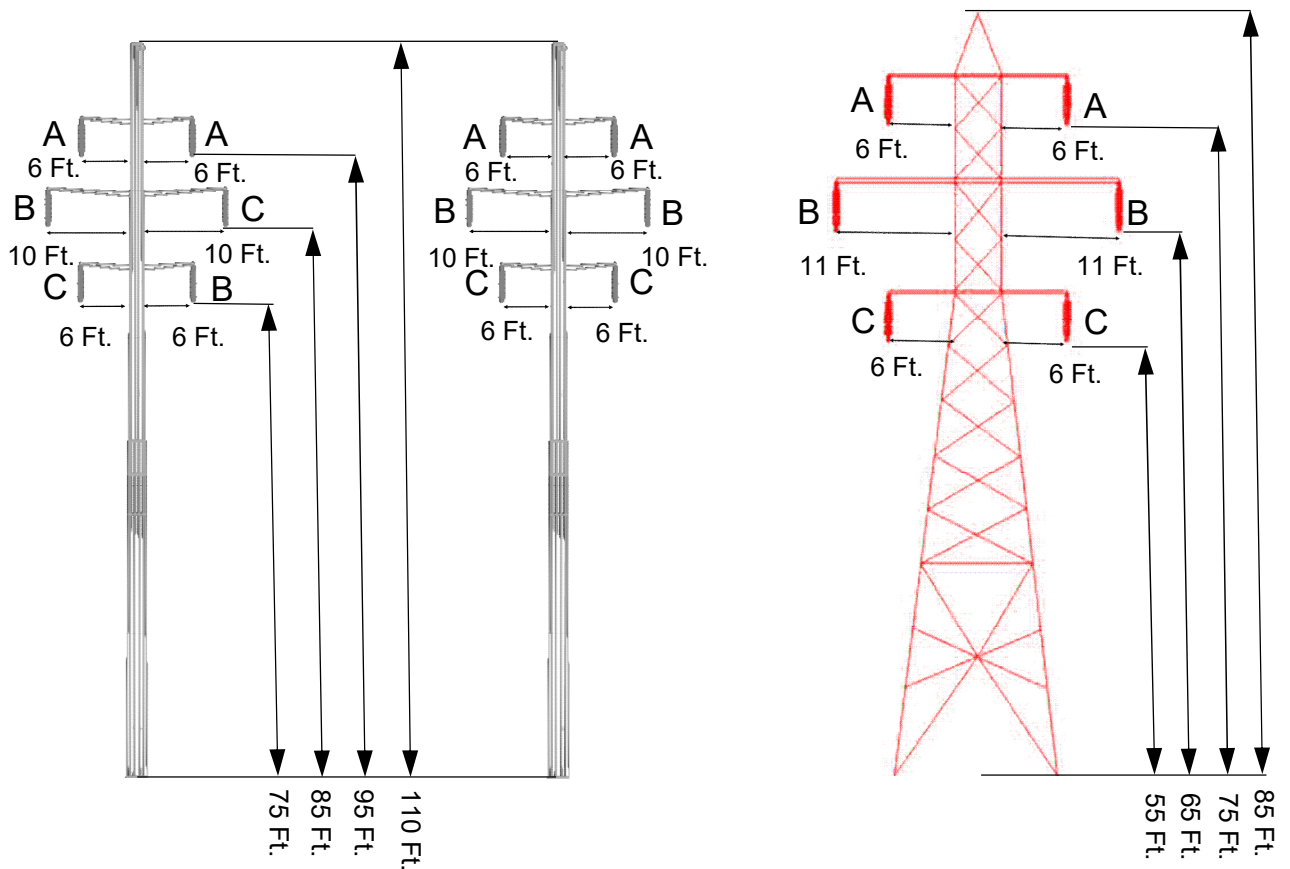 A A
6 Ft. 6 Ft.
B C
10 Ft. 10 Ft.
C B
6 Ft. 6 Ft.
75 Ft.
85 Ft.
95 Ft.
110 Ft.
A A
6 Ft. 6 Ft.
B B
10 Ft. 10 Ft.
C C
6 Ft. 6 Ft.
A A
6 Ft. 6 Ft.
B B
11 Ft. 11 Ft.
C C
6 Ft. 6 Ft.
55 Ft.
65 Ft.
75 Ft.
85 Ft.